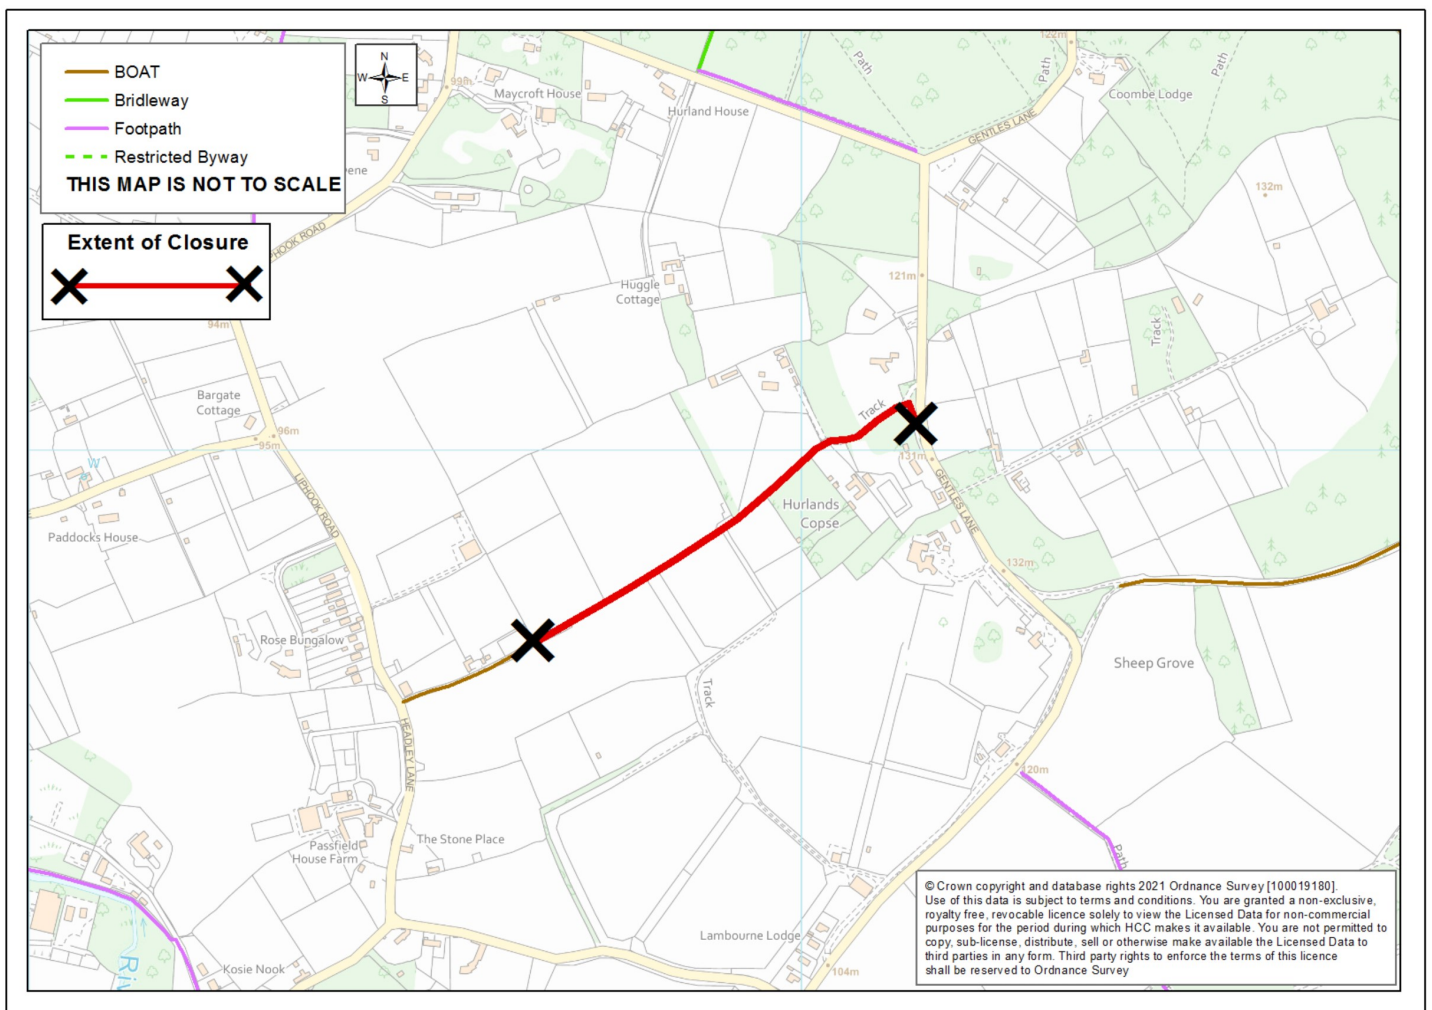 BOAT
Bridleway
Footpath
Restricted Byway
THIS MAP IS NOT TO SCALE
Extent of Closure
N
W E
S
99m
Maycroft House
Hurland House
Path
122m
Path
Path
Coombe Lodge
GENTLES LANE
132m
HOOK ROAD
94m
121m
Huggle
Cottage
Track
Bargate
Cottage
96m
95m
W
Paddocks House
LIPHOOK ROAD
Track
131m
GENTLES LANE
Hurlands
Copse
132m
Rose Bungalow
Sheep Grove
Track
HEADLEY LANE
120m
Path
The Stone Place
Passfield
House Farm
Lambourne Lodge
104m
Kosie Nook
Riv
© Crown copyright and database rights 2021 Ordnance Survey [100019180].
Use of this data is subject to terms and conditions. You are granted a non-exclusive,
royalty free, revocable licence solely to view the Licensed Data for non-commercial
purposes for the period during which HCC makes it available. You are not permitted to
copy, sub-license, distribute, sell or otherwise make available the Licensed Data to
third parties in any form. Third party rights to enforce the terms of this licence
shall be reserved to Ordnance Survey